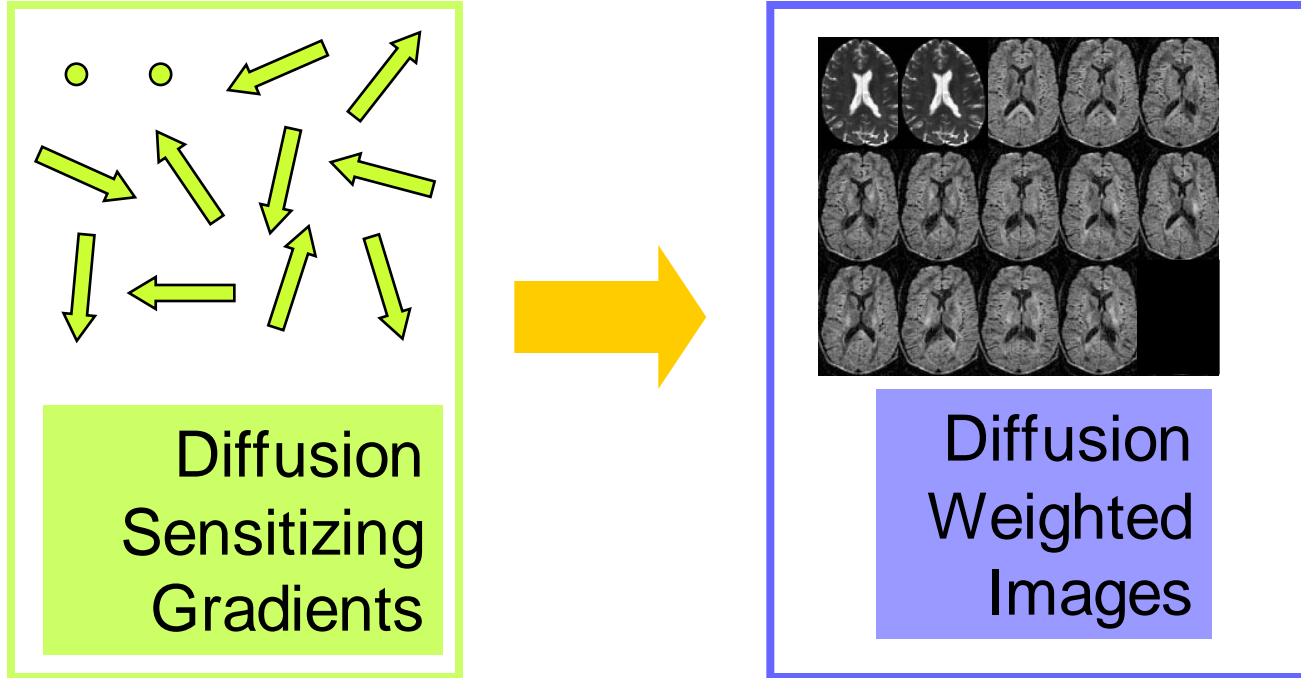 Diffusion
Sensitizing
Gradients
Diffusion
Weighted
Images